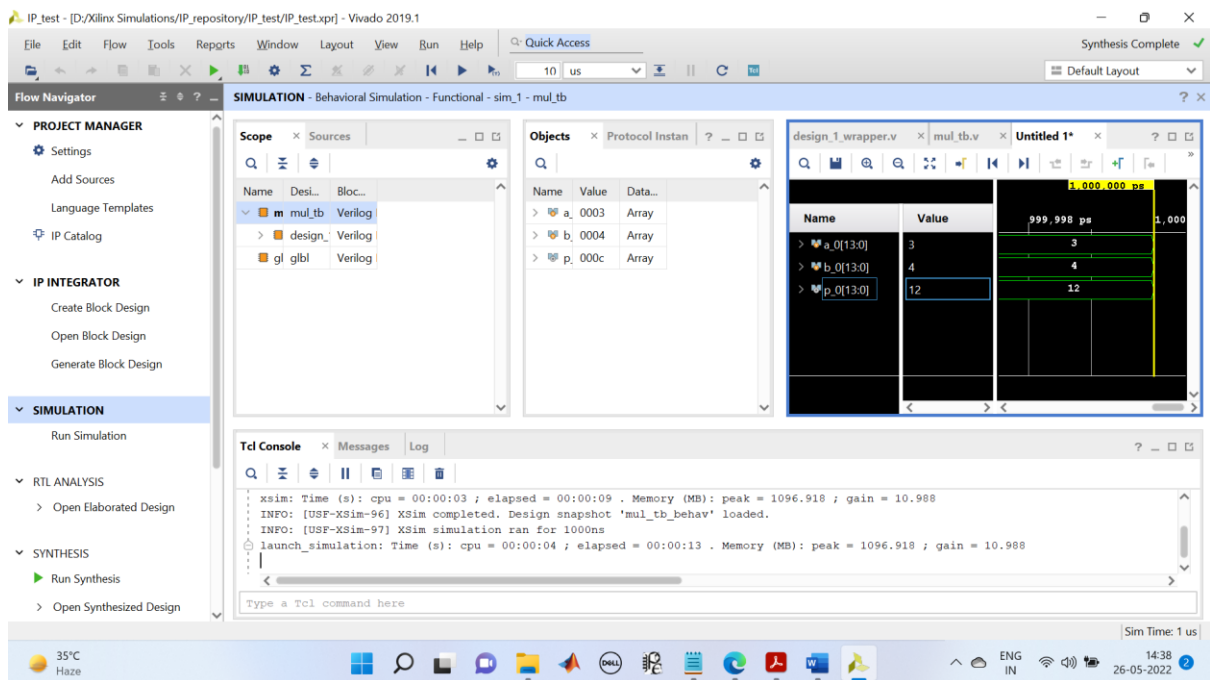 IP_test - [D:/Xilinx Simulations/IP_repository/IP_test/IP_test.xpr] - Vivado 2019.1
File Edit Flow Tools Reports Window Layout View Run Help Quick Access Synthesis Complete
10 us Default Layout
Flow Navigator ? SIMULATION - Behavioral Simulation - Functional - sim_1 - mul_tb ? ×
PROJECT MANAGER
Settings
Add Sources
Language Templates
IP Catalog
IP INTEGRATOR
Create Block Design
Open Block Design
Generate Block Design
SIMULATION
Run Simulation
RTL ANALYSIS
Open Elaborated Design
SYNTHESIS
Run Synthesis
Open Synthesized Design
Scope × Sources
Name Desi... Bloc...
m mul_tb Verilog
design_ Verilog
gl glbl Verilog
Objects × Protocol Instan ?
Name Value Data...
a_ 0003 Array
b_ 0004 Array
p_ 000c Array
design_1_wrapper.v × mul_tb.v × Untitled 1* × ?
1,000,000 ps
Name Value 999,998 ps 1,000
a_0[13:0] 3 3
b_0[13:0] 4 4
p_0[13:0] 12 12
Tcl Console × Messages Log ?
xsim: Time (s): cpu = 00:00:03 ; elapsed = 00:00:09 . Memory (MB): peak = 1096.918 ; gain = 10.988
INFO: [USF-XSim-96] XSim completed. Design snapshot 'mul_tb_behav' loaded.
INFO: [USF-XSim-97] XSim simulation ran for 1000ns
launch_simulation: Time (s): cpu = 00:00:04 ; elapsed = 00:00:13 . Memory (MB): peak = 1096.918 ; gain = 10.988
Type a Tcl command here
Sim Time: 1 us
35°C
Haze
DELL
ENG
IN
14:38
26-05-2022
2